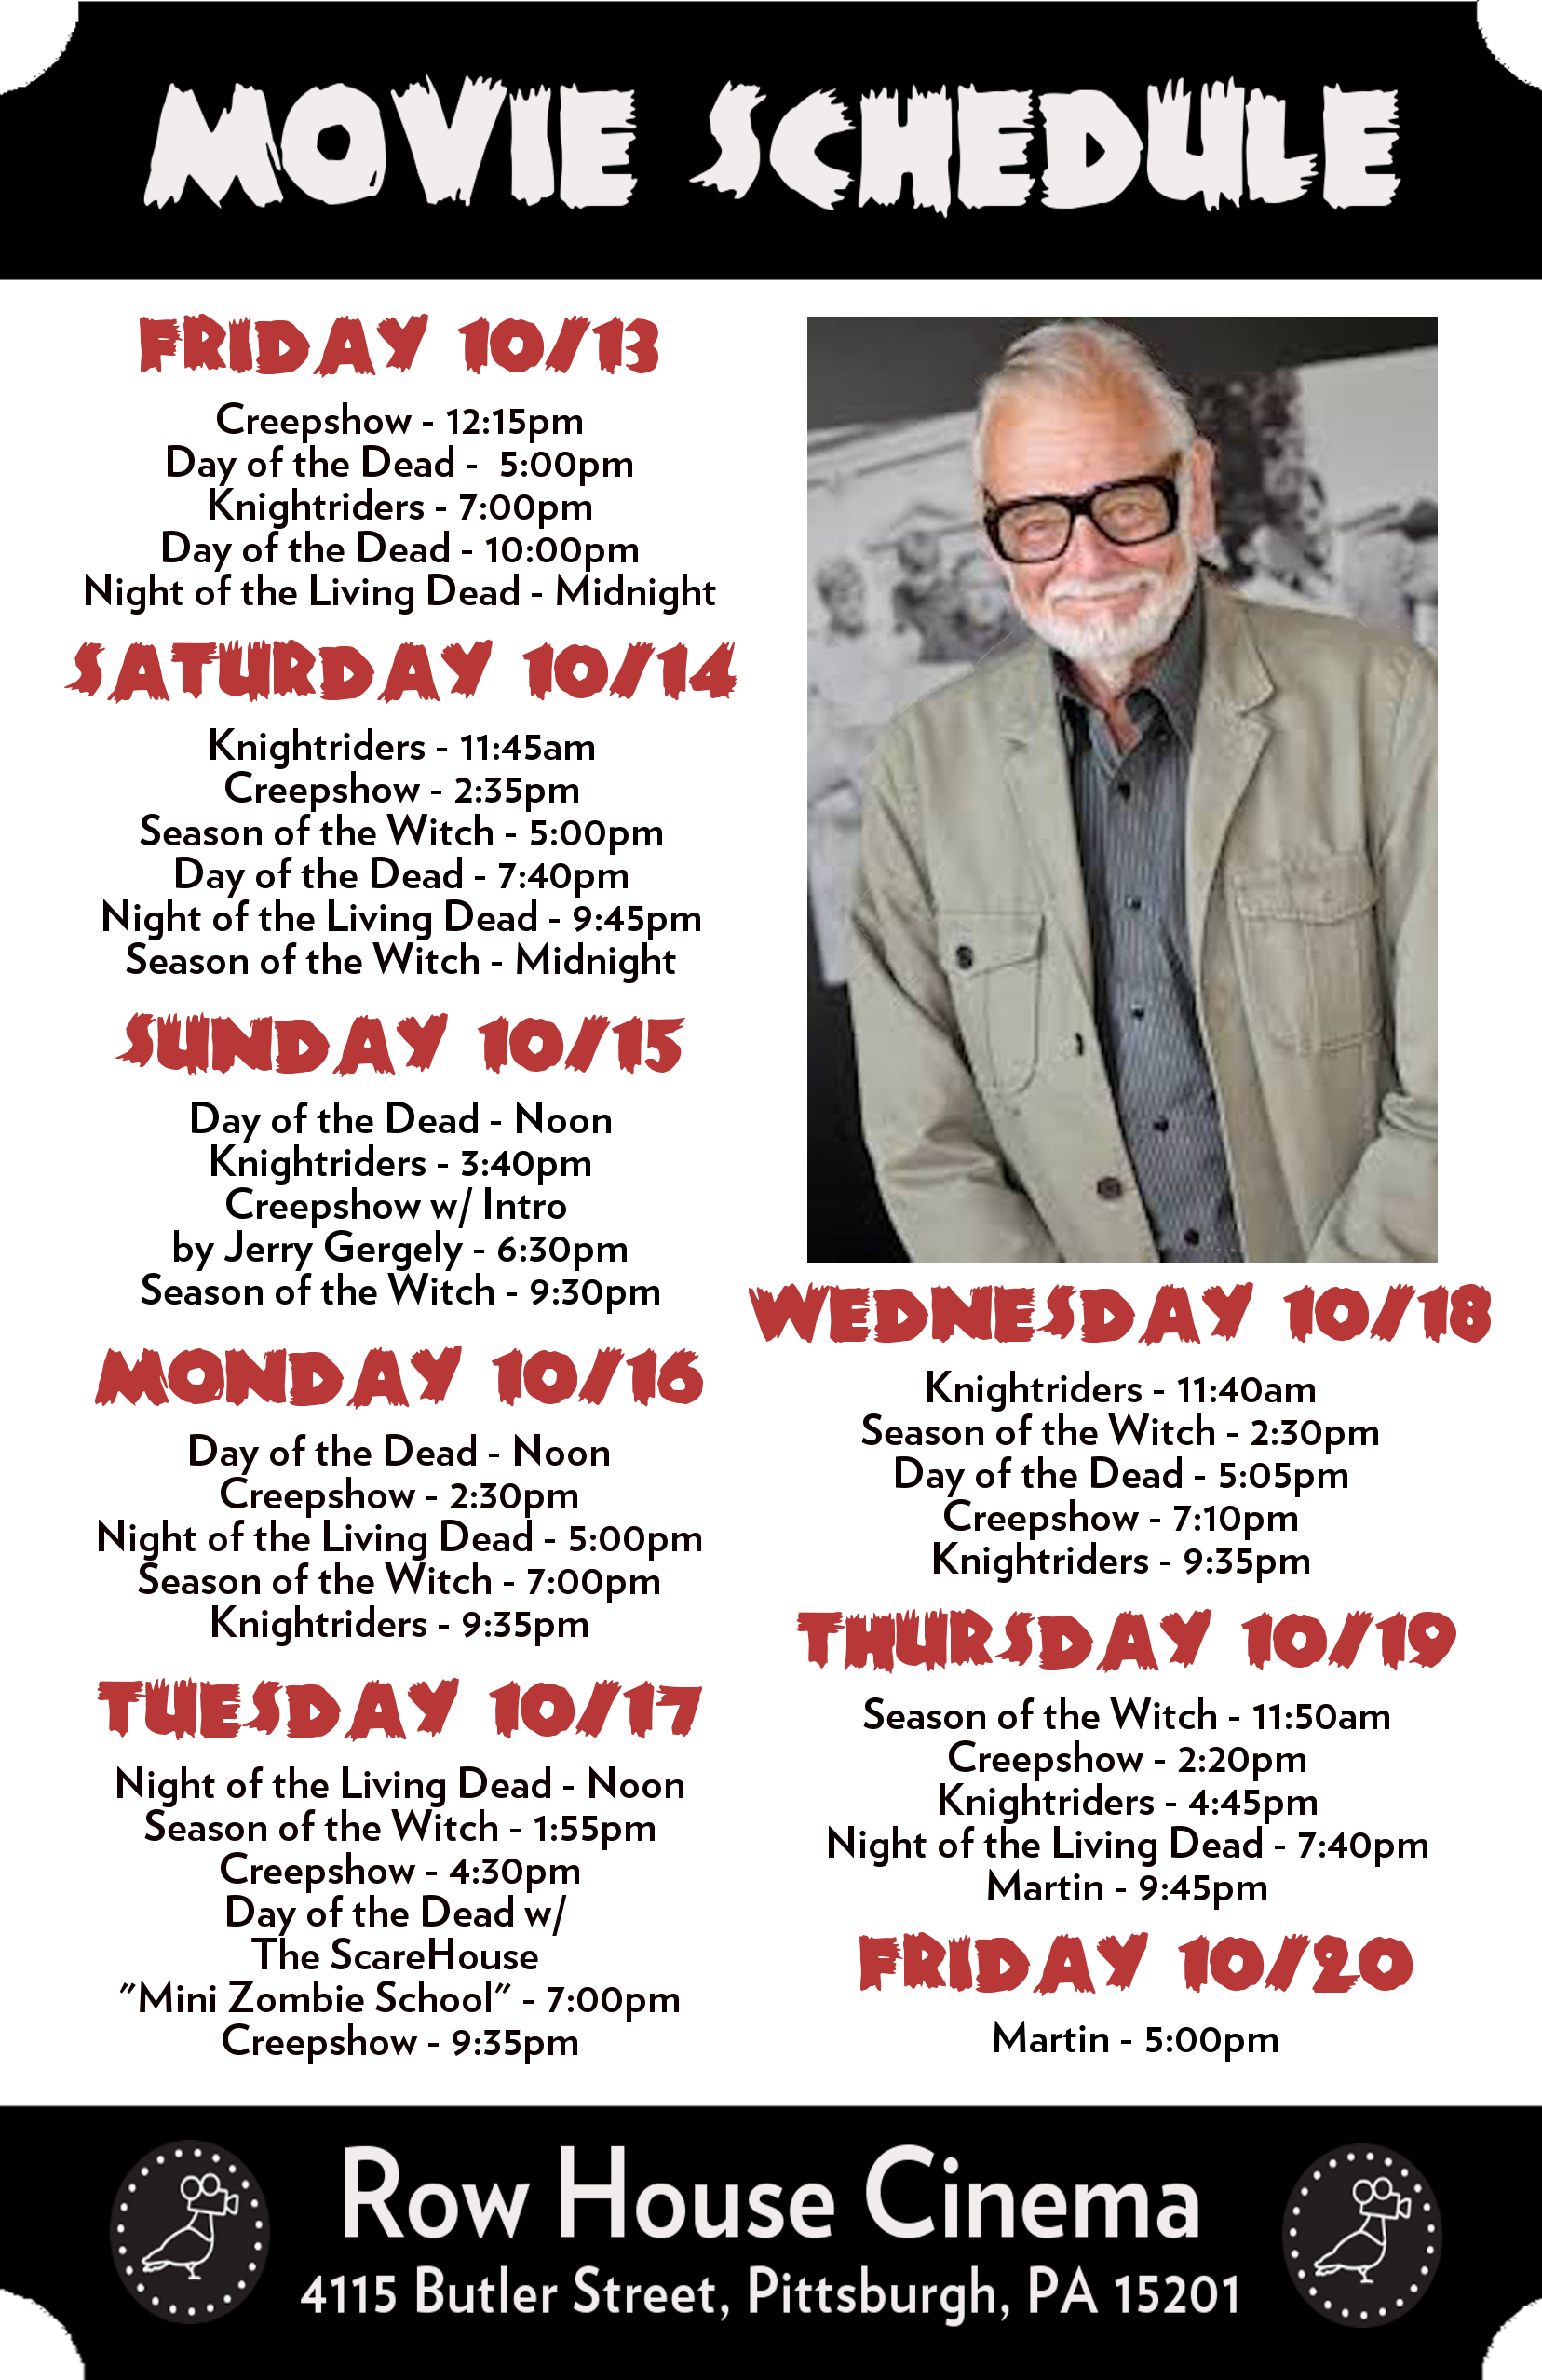 MOVIE SCHEDULE
FRIDAY 10/13
Creepshow - 12:15pm
Day of the Dead - 5:00pm
Knightriders - 7:00pm
Day of the Dead - 10:00pm
Night of the Living Dead - Midnight
SATURDAY 10/14
Knightriders - 11:45am
Creepshow - 2:35pm
Season of the Witch - 5:00pm
Day of the Dead - 7:40pm
Night of the Living Dead - 9:45pm
Season of the Witch - Midnight
SUNDAY 10/15
Day of the Dead - Noon
Knightriders - 3:40pm
Creepshow w/ Intro
by Jerry Gergely - 6:30pm
Season of the Witch - 9:30pm
MONDAY 10/16
Day of the Dead - Noon
Creepshow - 2:30pm
Night of the Living Dead - 5:00pm
Season of the Witch - 7:00pm
Knightriders - 9:35pm
TUESDAY 10/17
Night of the Living Dead - Noon
Season of the Witch - 1:55pm
Creepshow - 4:30pm
Day of the Dead w/
The ScareHouse
"Mini Zombie School" - 7:00pm
Creepshow - 9:35pm
WEDNESDAY 10/18
Knightriders - 11:40am
Season of the Witch - 2:30pm
Day of the Dead - 5:05pm
Creepshow - 7:10pm
Knightriders - 9:35pm
THURSDAY 10/19
Season of the Witch - 11:50am
Creepshow - 2:20pm
Knightriders - 4:45pm
Night of the Living Dead - 7:40pm
Martin - 9:45pm
FRIDAY 10/20
Martin - 5:00pm
Row House Cinema
4115 Butler Street, Pittsburgh, PA 15201